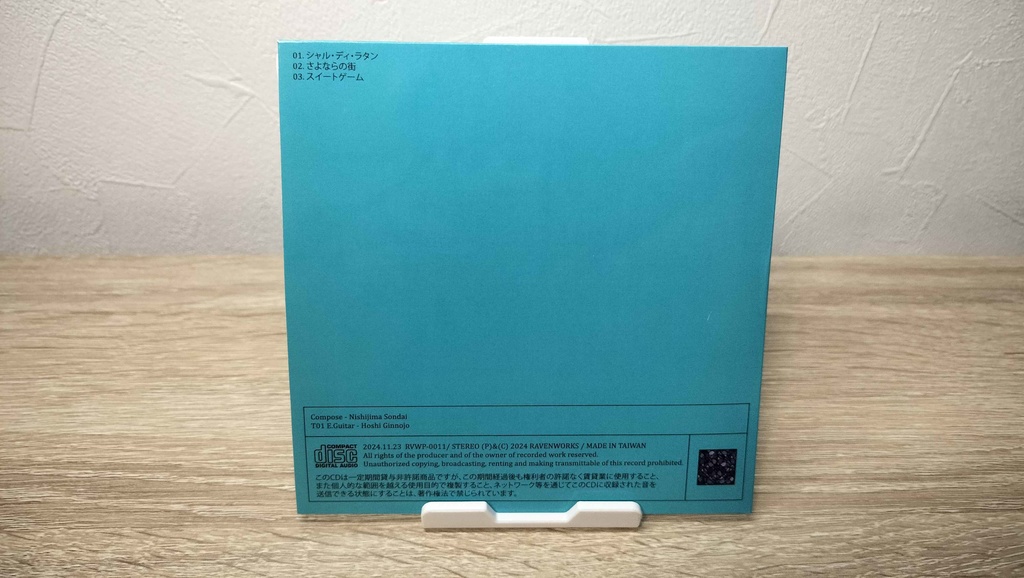 01. シャル・ディ・ラタン
02. さよならの街
03. スイートゲーム
Compose - Nishijima Sondai
T01 E.Guitar - Hoshi Ginnojo
COMPACT
disc
DIGITAL AUDIO
2024.11.23 RVWP-0011/ STEREO (P)&(C) 2024 RAVENWORKS / MADE IN TAIWAN
All rights of the producer and of the owner of recorded work reserved.
Unauthorized copying, broadcasting, renting and making transmittable of this record prohibited.
このCDは一定期間貸与非許諾商品ですが、この期間経過後も権利者の許諾なく賃貸業に使用すること、
また個人的な範囲を越える使用目的で複製すること、ネットワーク等を通じてこのCDに収録された音を
送信できる状態にすることは、著作権法で禁じられています。